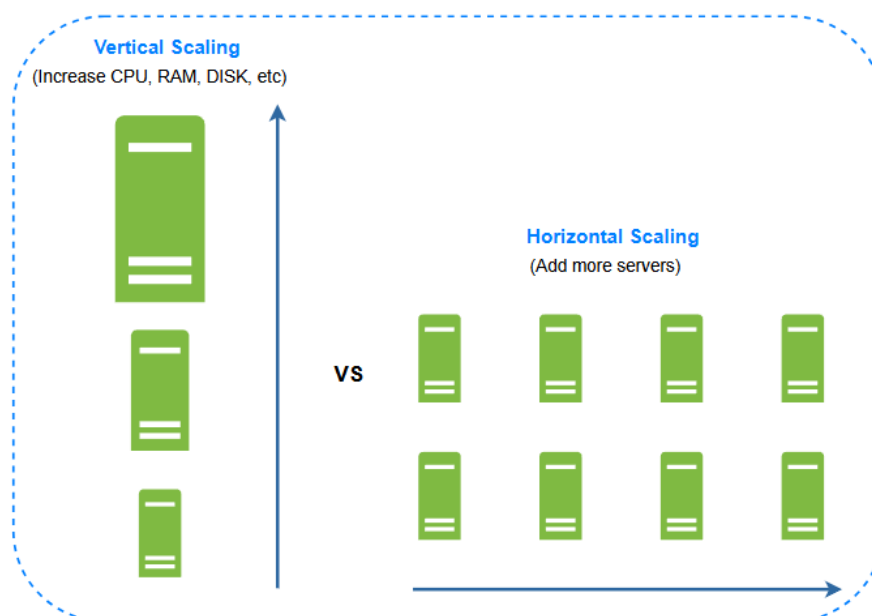 Vertical Scaling
(Increase CPU, RAM, DISK, etc)
Horizontal Scaling
(Add more servers)
VS